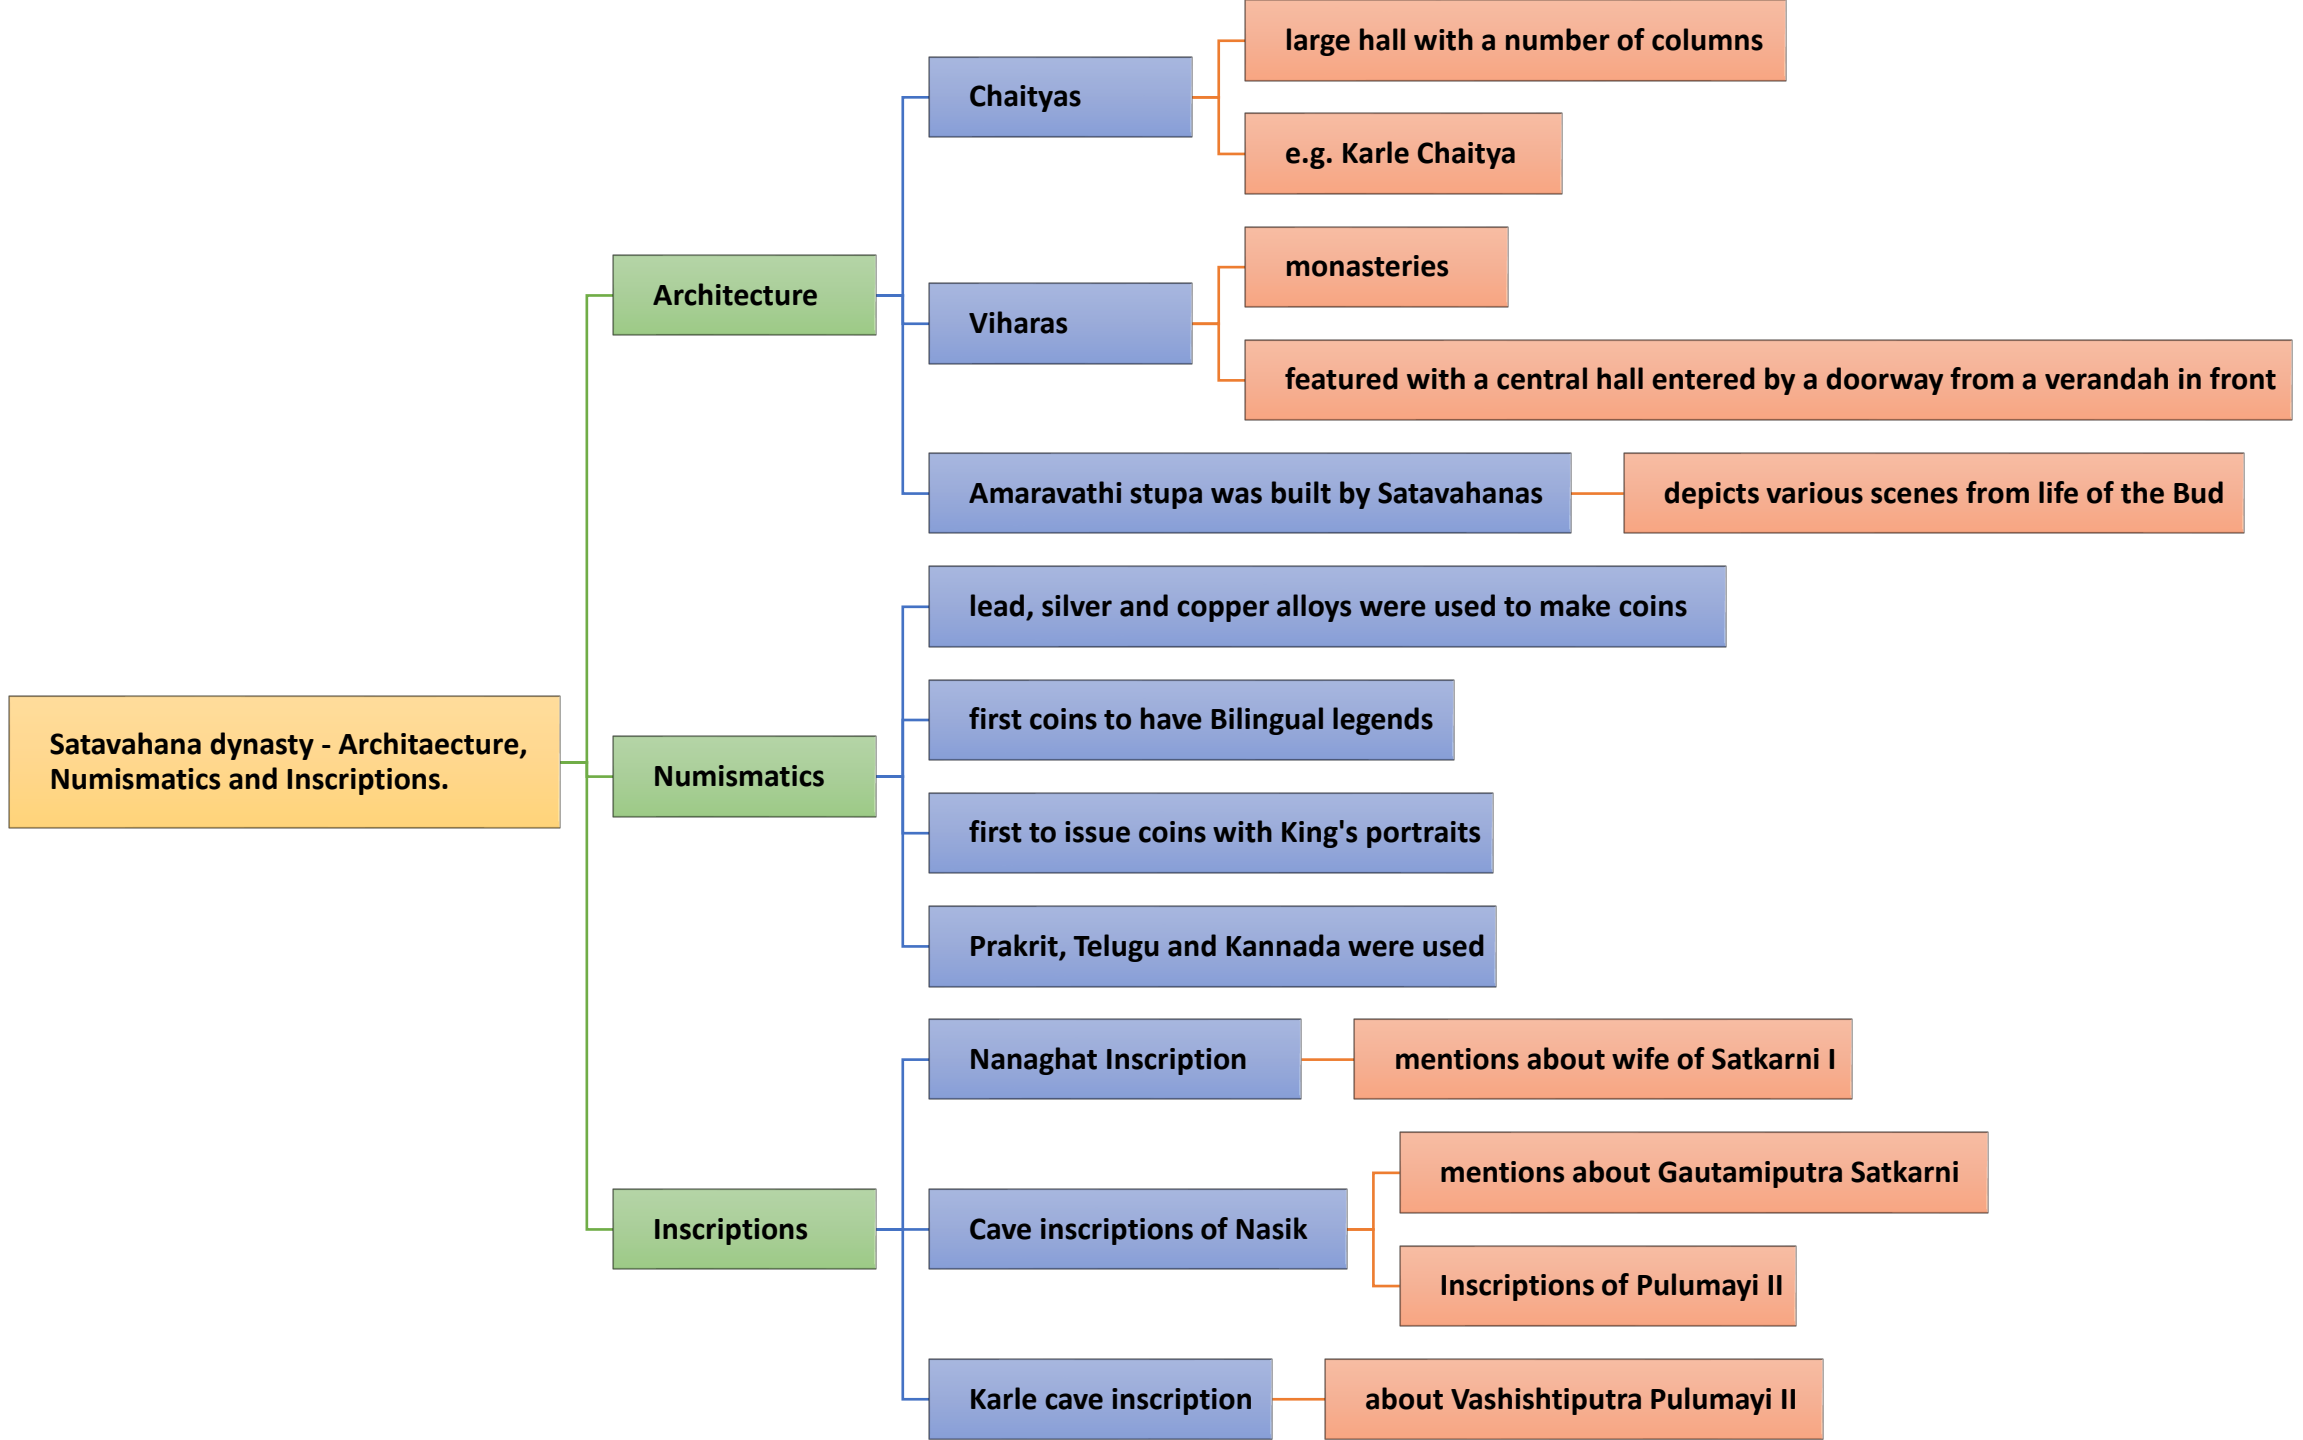 Satavahana dynasty - Architaecture,
Numismatics and Inscriptions.
Architecture
Chaityas
large hall with a number of columns
e.g. Karle Chaitya
Viharas
monasteries
featured with a central hall entered by a doorway from a verandah in front
Amaravathi stupa was built by Satavahanas
depicts various scenes from life of the Bud
Numismatics
lead, silver and copper alloys were used to make coins
first coins to have Bilingual legends
first to issue coins with King's portraits
Prakrit, Telugu and Kannada were used
Inscriptions
Nanaghat Inscription
mentions about wife of Satkarni I
Cave inscriptions of Nasik
mentions about Gautamiputra Satkarni
Inscriptions of Pulumayi II
Karle cave inscription
about Vashishtiputra Pulumayi II